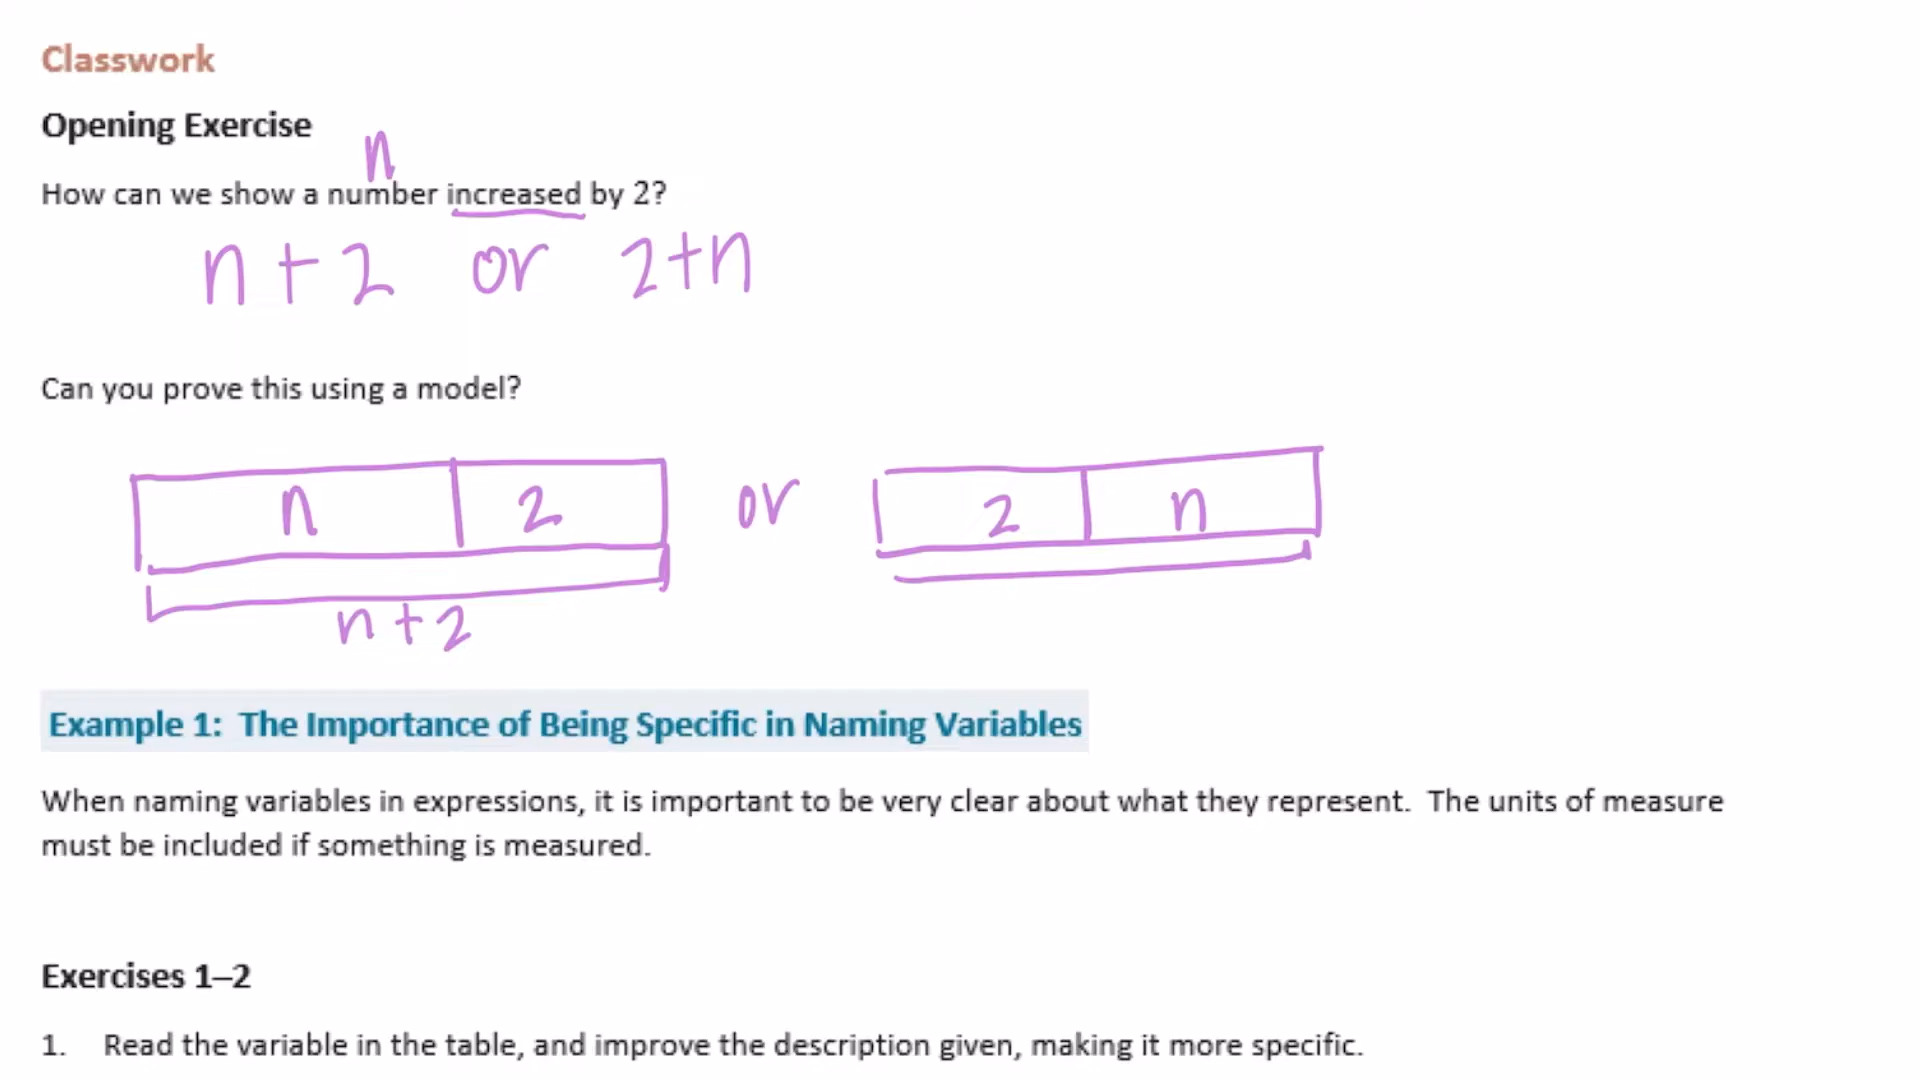 Classwork
Opening Exercise
n
How can we show a number increased by 2?
n + 2 or 2+n
Can you prove this using a model?
n 2 or 2 n
n + 2
Example 1: The Importance of Being Specific in Naming Variables
When naming variables in expressions, it is important to be very clear about what they represent. The units of measure
must be included if something is measured.
Exercises 1–2
1. Read the variable in the table, and improve the description given, making it more specific.